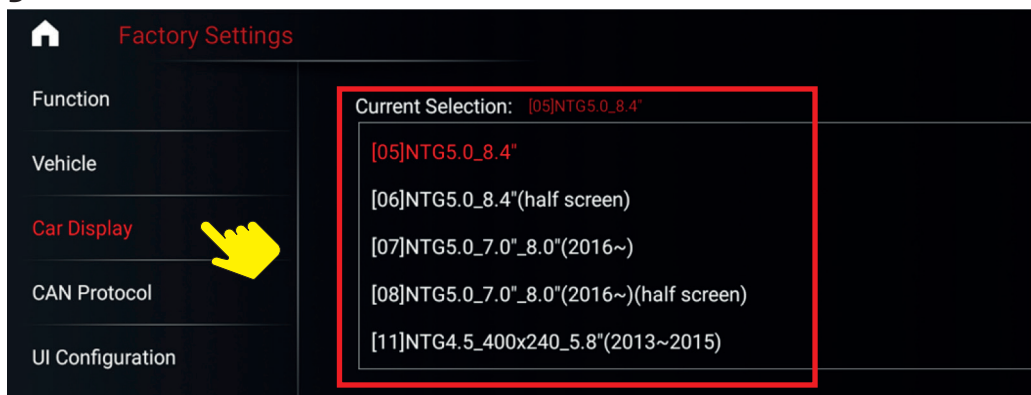 Factory Settings
Function
Vehicle
Car Display
CAN Protocol
UI Configuration
Current Selection: [05]NTG5.0_8.4"
[05]NTG5.0_8.4"
[06]NTG5.0_8.4"(half screen)
[07]NTG5.0_7.0"_8.0"(2016~)
[08]NTG5.0_7.0"_8.0"(2016~)(half screen)
[11]NTG4.5_400x240_5.8"(2013~2015)